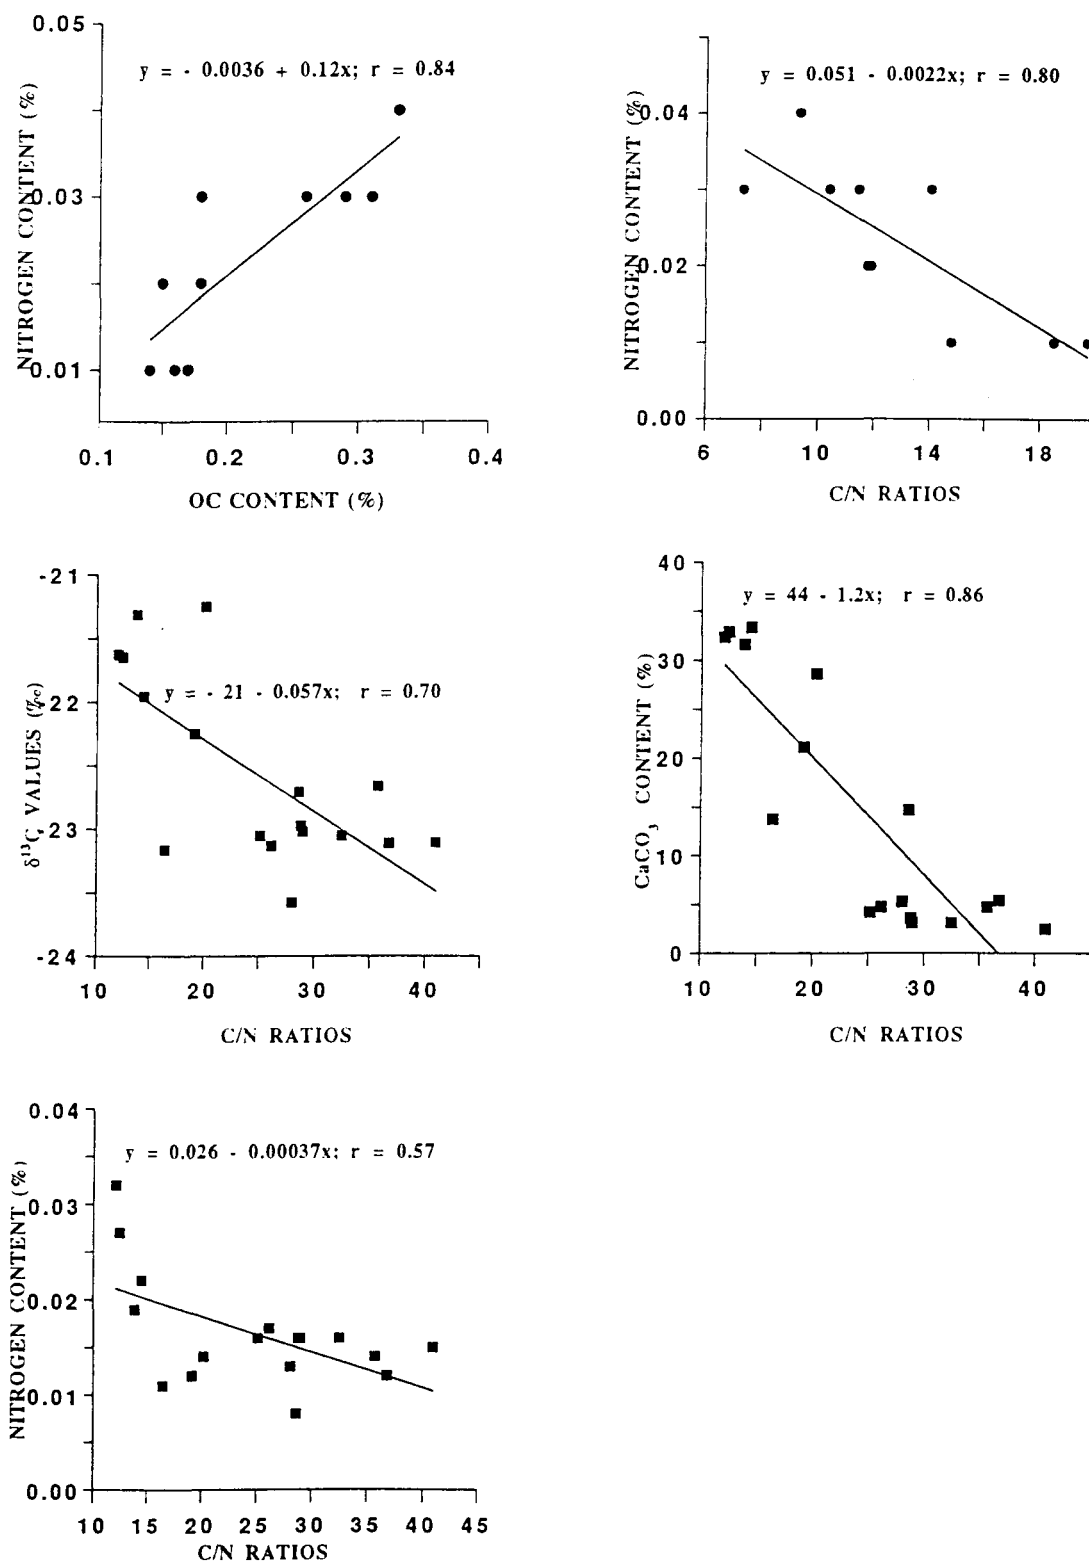 0.05
y = - 0.0036 + 0.12x; r = 0.84
NITROGEN CONTENT (%)
0.03
0.01
0.1 0.2 0.3 0.4
OC CONTENT (%)
y = 0.051 - 0.0022x; r = 0.80
NITROGEN CONTENT (%)
0.04
0.02
0.00
6 10 14 18
C/N RATIOS
-21
y = - 21 - 0.057x; r = 0.70
δ¹³C VALUES (‰)
-22
-23
-24
10 20 30 40
C/N RATIOS
40
y = 44 - 1.2x; r = 0.86
CaCO₃ CONTENT (%)
30
20
10
0
10 20 30 40
C/N RATIOS
0.04
y = 0.026 - 0.00037x; r = 0.57
NITROGEN CONTENT (%)
0.03
0.02
0.01
0.00
10 15 20 25 30 35 40 45
C/N RATIOS